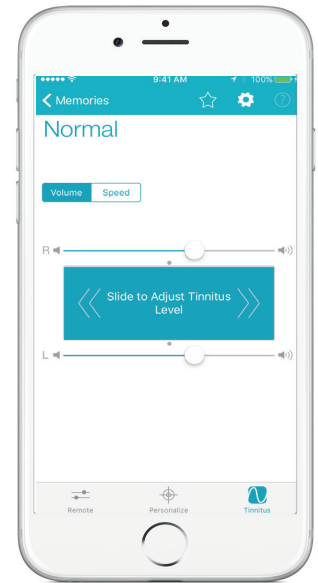 9:41 AM 100%
Memories
Normal
Volume Speed
R
Slide to Adjust Tinnitus
Level
L
Remote Personalize Tinnitus